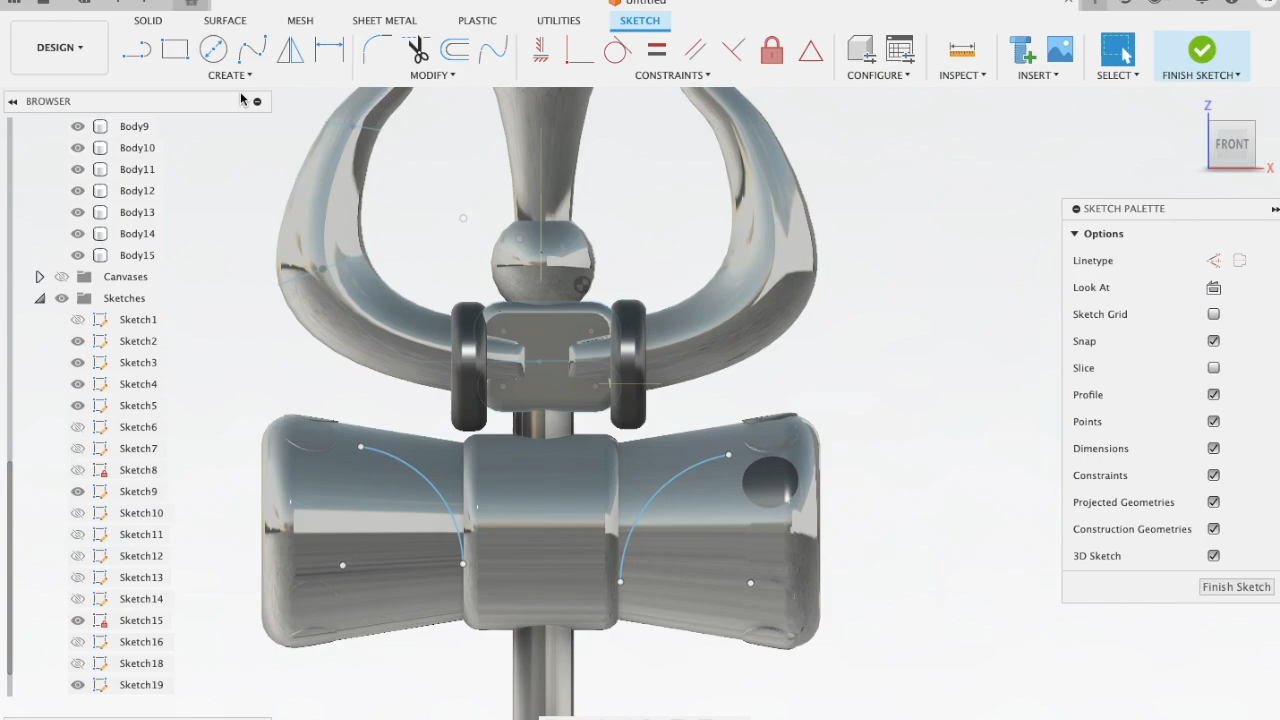 Untitled
SOLID SURFACE MESH SHEET METAL PLASTIC UTILITIES SKETCH
DESIGN
CREATE MODIFY CONSTRAINTS CONFIGURE INSPECT INSERT SELECT FINISH SKETCH
BROWSER
Body9
Body10
Body11
Body12
Body13
Body14
Body15
Canvases
Sketches
Sketch1
Sketch2
Sketch3
Sketch4
Sketch5
Sketch6
Sketch7
Sketch8
Sketch9
Sketch10
Sketch11
Sketch12
Sketch13
Sketch14
Sketch15
Sketch16
Sketch18
Sketch19
Z
FRONT
X
SKETCH PALETTE
Options
Linetype
Look At
Sketch Grid
Snap
Slice
Profile
Points
Dimensions
Constraints
Projected Geometries
Construction Geometries
3D Sketch
Finish Sketch